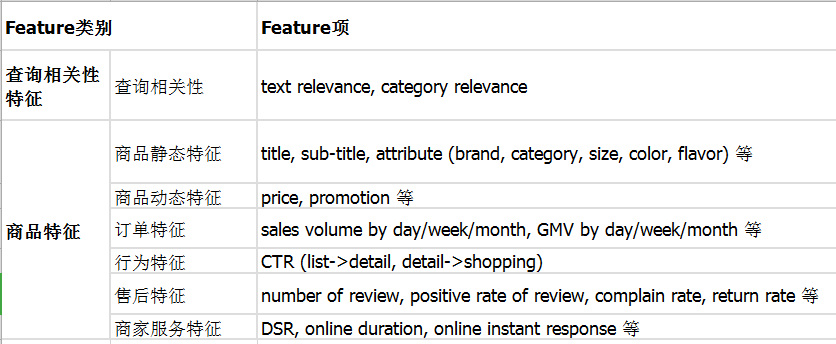 Feature类别 Feature项
查询相关性特征 查询相关性 text relevance, category relevance
商品特征 商品静态特征 title, sub-title, attribute (brand, category, size, color, flavor) 等
商品动态特征 price, promotion 等
订单特征 sales volume by day/week/month, GMV by day/week/month 等
行为特征 CTR (list->detail, detail->shopping)
售后特征 number of review, positive rate of review, complain rate, return rate 等
商家服务特征 DSR, online duration, online instant response 等